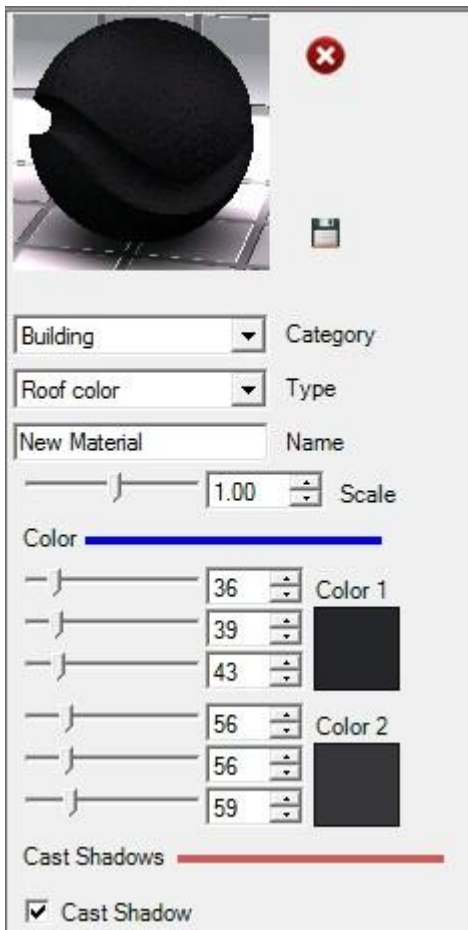 Building Category
Roof color Type
New Material Name
1.00 Scale
Color
36 Color 1
39
43
56 Color 2
56
59
Cast Shadows
Cast Shadow